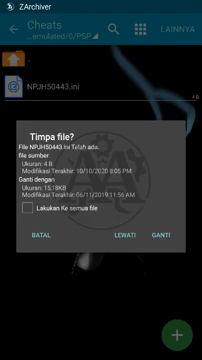 ZArchiver
Cheats
...emulated/0/PSP
LAINNYA
..
NPJH50443.ini
4 B
Timpa file?
File NPJH50443.ini Telah ada.
file sumber
Ukuran: 4 B
Modifikasi Terakhir: 10/10/2020 8:05 PM
Ganti dengan
Ukuran: 15.18KB
Modifikasi Terakhir: 06/11/2019 11:56 AM
Lakukan Ke semua file
BATAL
LEWATI
GANTI